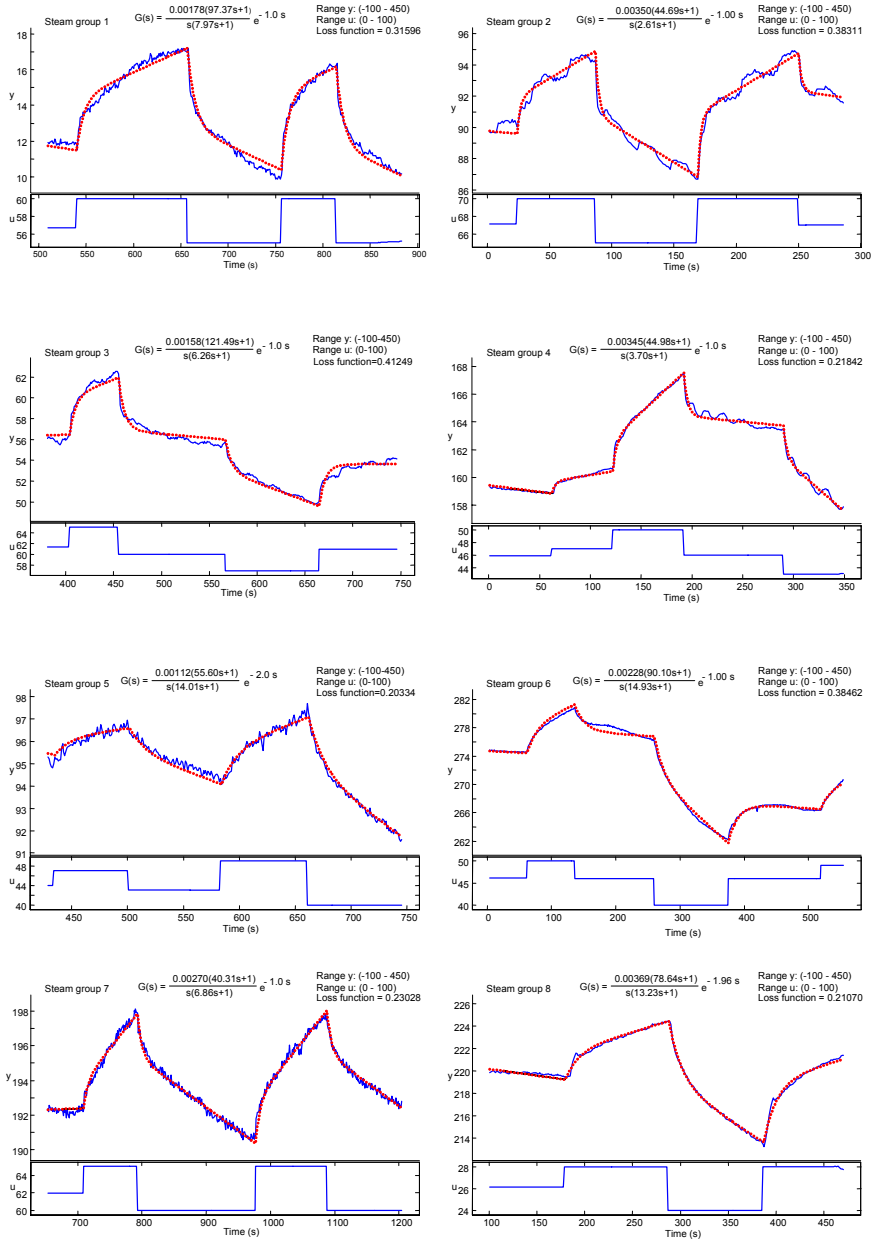 Steam group 1
G(s) = 0.00178(97.37s+1) / s(7.97s+1) e^- 1.0 s
Range y: (-100 - 450)
Range u: (0 - 100)
Loss function = 0.31596
18
16
14
12
10
y
60
58
56
u
500 550 600 650 700 750 800 850 900
Time (s)
Steam group 2
G(s) = 0.00350(44.69s+1) / s(2.61s+1) e^- 1.00 s
Range y: (-100 - 450)
Range u: (0 - 100)
Loss function = 0.38311
96
94
92
90
88
86
y
70
68
66
u
0 50 100 150 200 250 300
Time (s)
Steam group 3
G(s) = 0.00158(121.49s+1) / s(6.26s+1) e^- 1.0 s
Range y: (-100-450)
Range u: (0-100)
Loss function=0.41249
62
60
58
56
54
52
50
y
64
62
60
58
u
400 450 500 550 600 650 700 750
Time (s)
Steam group 4
G(s) = 0.00345(44.98s+1) / s(3.70s+1) e^- 1.0 s
Range y: (-100 - 450)
Range u: (0 - 100)
Loss function = 0.21842
168
164
160
158
y
50
48
46
44
u
0 50 100 150 200 250 300 350
Time (s)
Steam group 5
G(s) = 0.00112(55.60s+1) / s(14.01s+1) e^- 2.0 s
Range y: (-100-450)
Range u: (0-100)
Loss function=0.20334
98
97
96
95
94
93
92
91
y
48
44
40
u
450 500 550 600 650 700 750
Time (s)
Steam group 6
G(s) = 0.00228(90.10s+1) / s(14.93s+1) e^- 1.00 s
Range y: (-100 - 450)
Range u: (0 - 100)
Loss function = 0.38462
282
278
274
270
266
262
y
50
45
40
u
0 100 200 300 400 500
Time (s)
Steam group 7
G(s) = 0.00270(40.31s+1) / s(6.86s+1) e^- 1.0 s
Range y: (-100 - 450)
Range u: (0 - 100)
Loss function = 0.23028
198
196
194
192
190
y
64
62
60
u
700 800 900 1000 1100 1200
Time (s)
Steam group 8
G(s) = 0.00369(78.64s+1) / s(13.23s+1) e^- 1.96 s
Range y: (-100 - 450)
Range u: (0 - 100)
Loss function = 0.21070
226
224
222
220
218
216
214
y
28
26
24
u
100 150 200 250 300 350 400 450
Time (s)